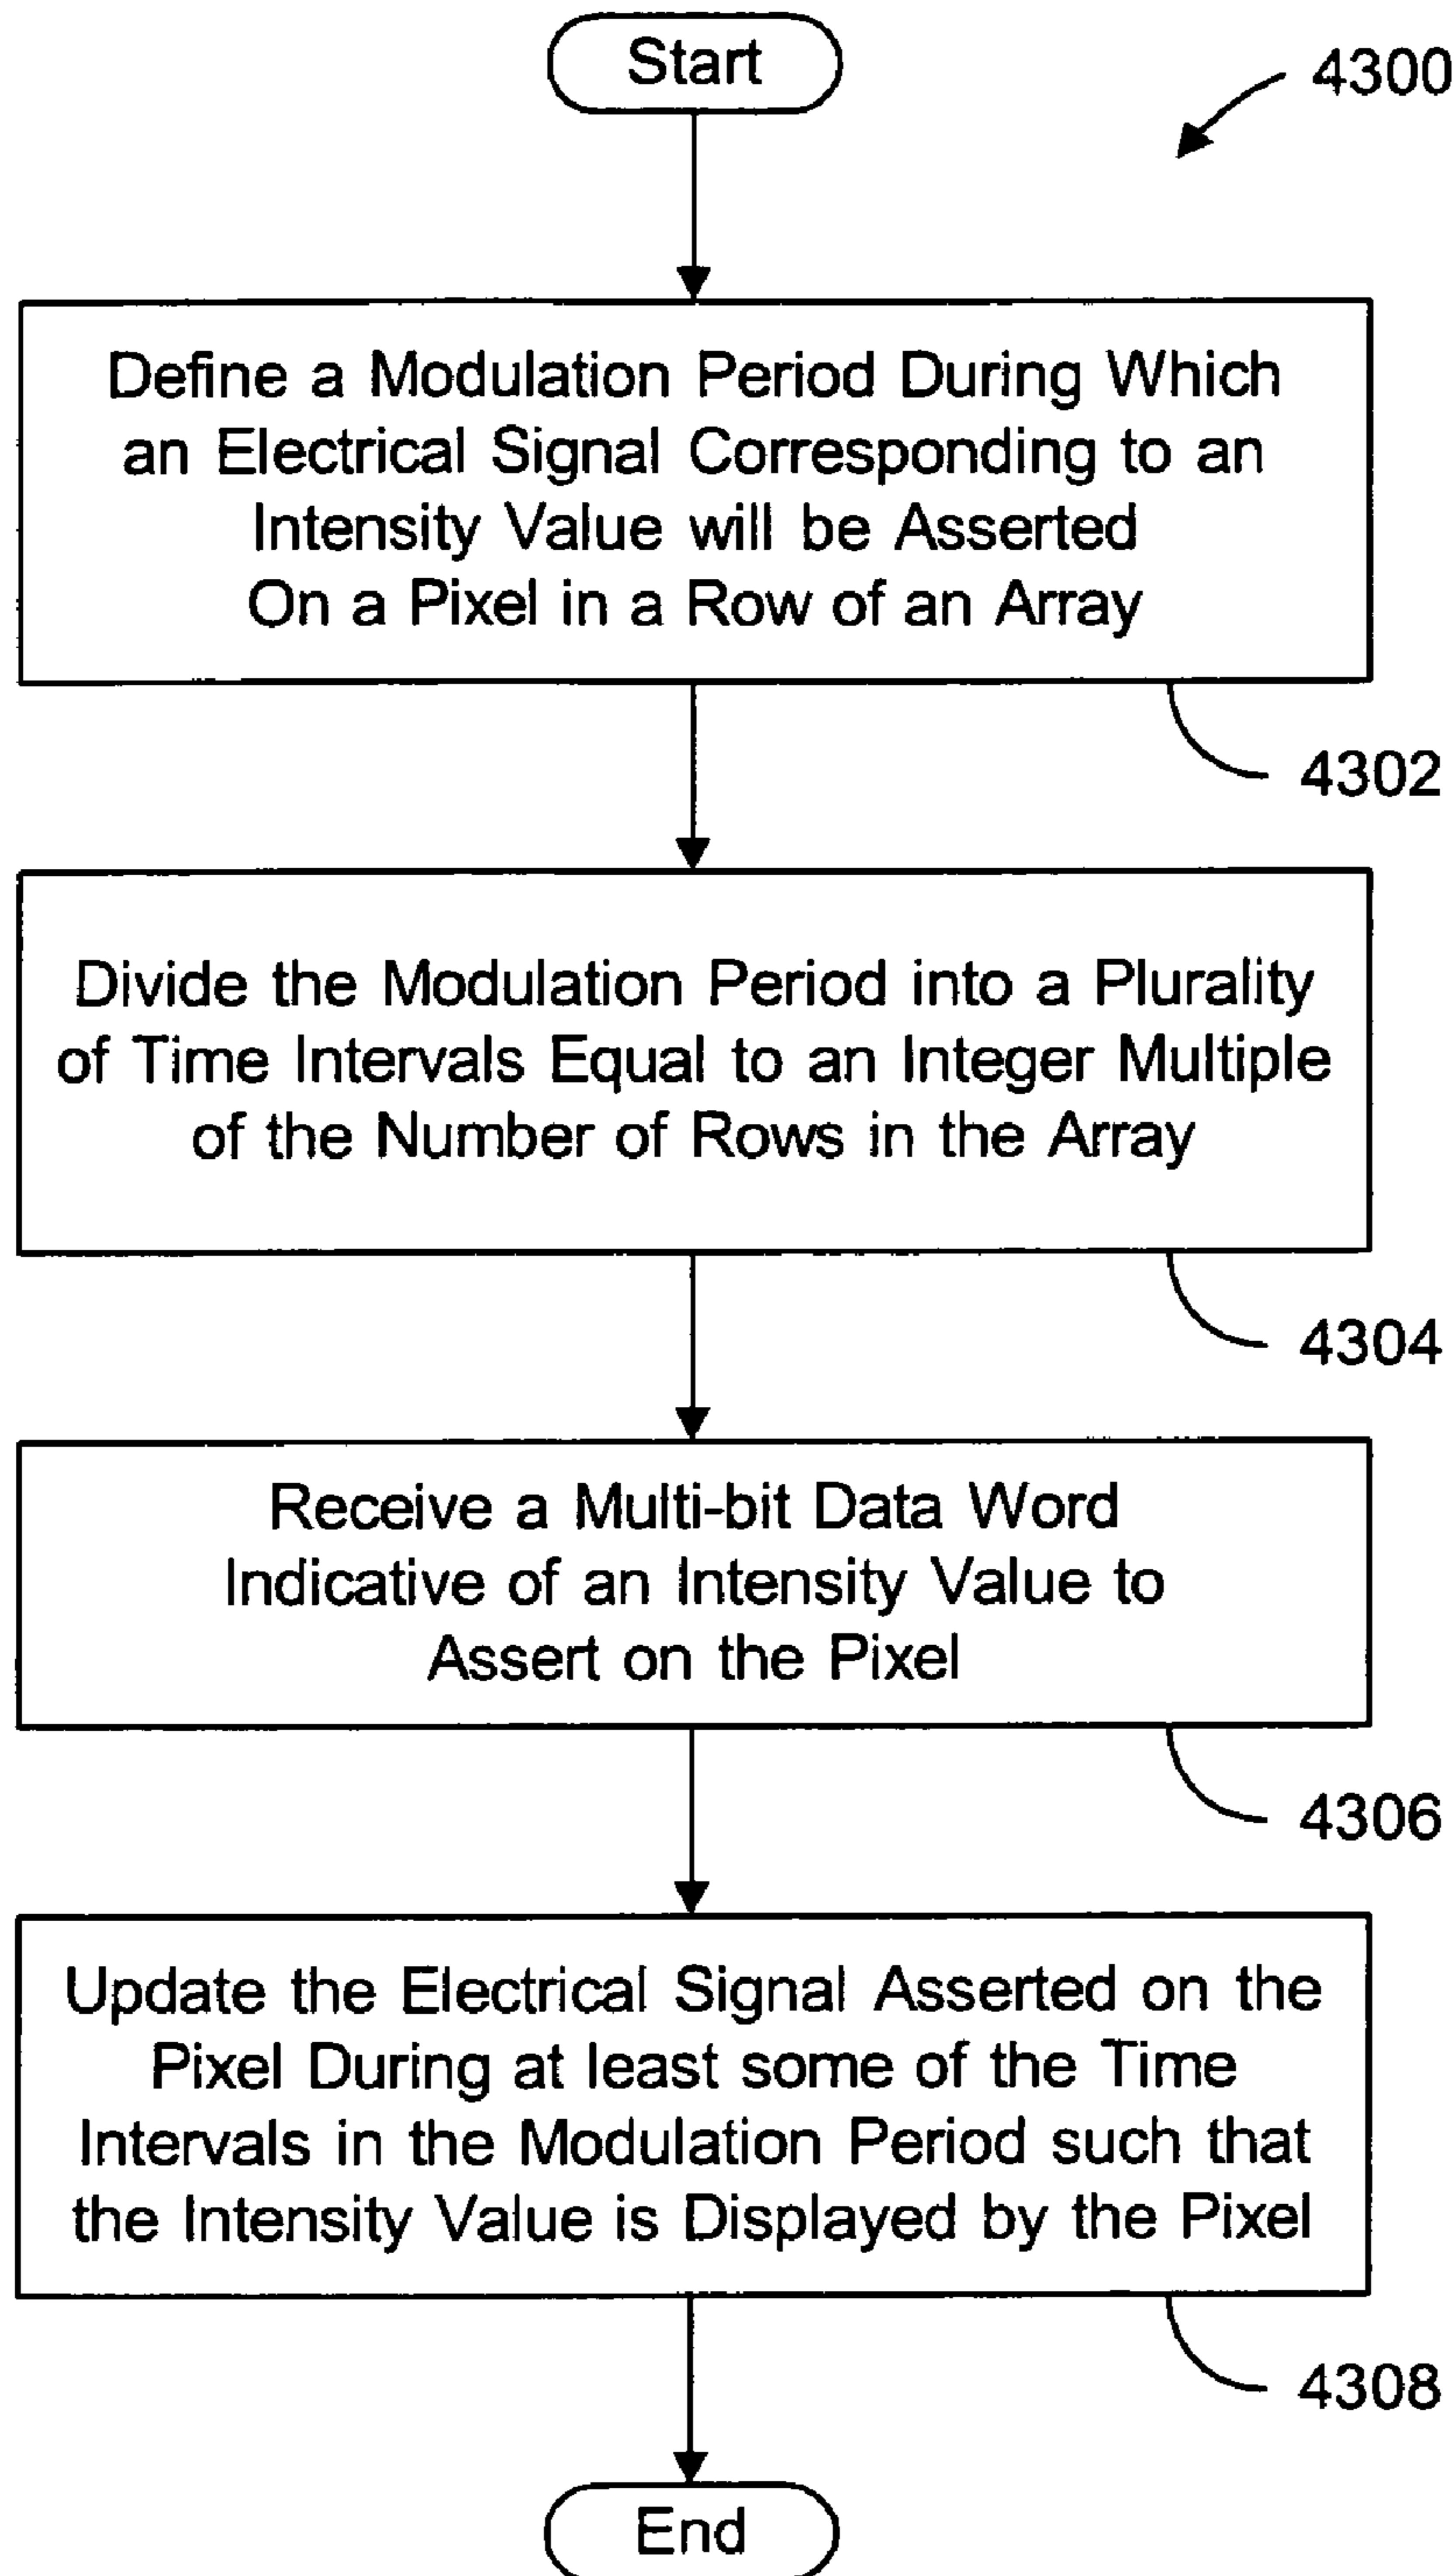 Start
4300
Define a Modulation Period During Which
an Electrical Signal Corresponding to an
Intensity Value will be Asserted
On a Pixel in a Row of an Array
4302
Divide the Modulation Period into a Plurality
of Time Intervals Equal to an Integer Multiple
of the Number of Rows in the Array
4304
Receive a Multi-bit Data Word
Indicative of an Intensity Value to
Assert on the Pixel
4306
Update the Electrical Signal Asserted on the
Pixel During at least some of the Time
Intervals in the Modulation Period such that
the Intensity Value is Displayed by the Pixel
4308
End